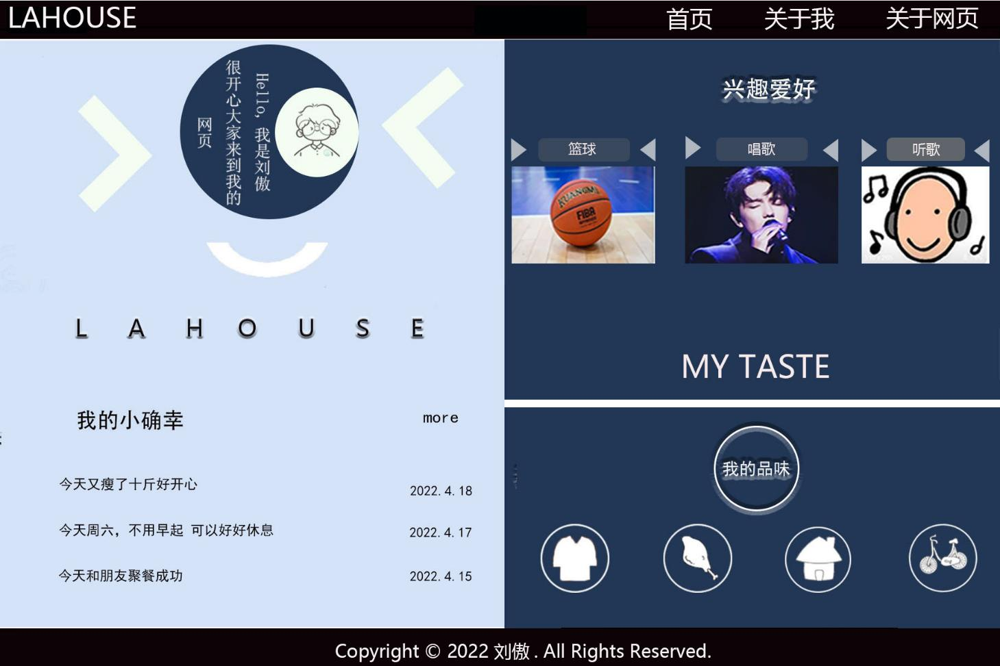 LAHOUSE
首页
关于我
关于网页
Hello, 我是刘傲
很开心大家来到我的
网页
L A H O U S E
我的小确幸
more
今天又瘦了十斤好开心
2022.4.18
今天周六，不用早起 可以好好休息
2022.4.17
今天和朋友聚餐成功
2022.4.15
兴趣爱好
篮球
唱歌
听歌
KUANGMI
FIBA
MY TASTE
我的品味
Copyright © 2022 刘傲 . All Rights Reserved.